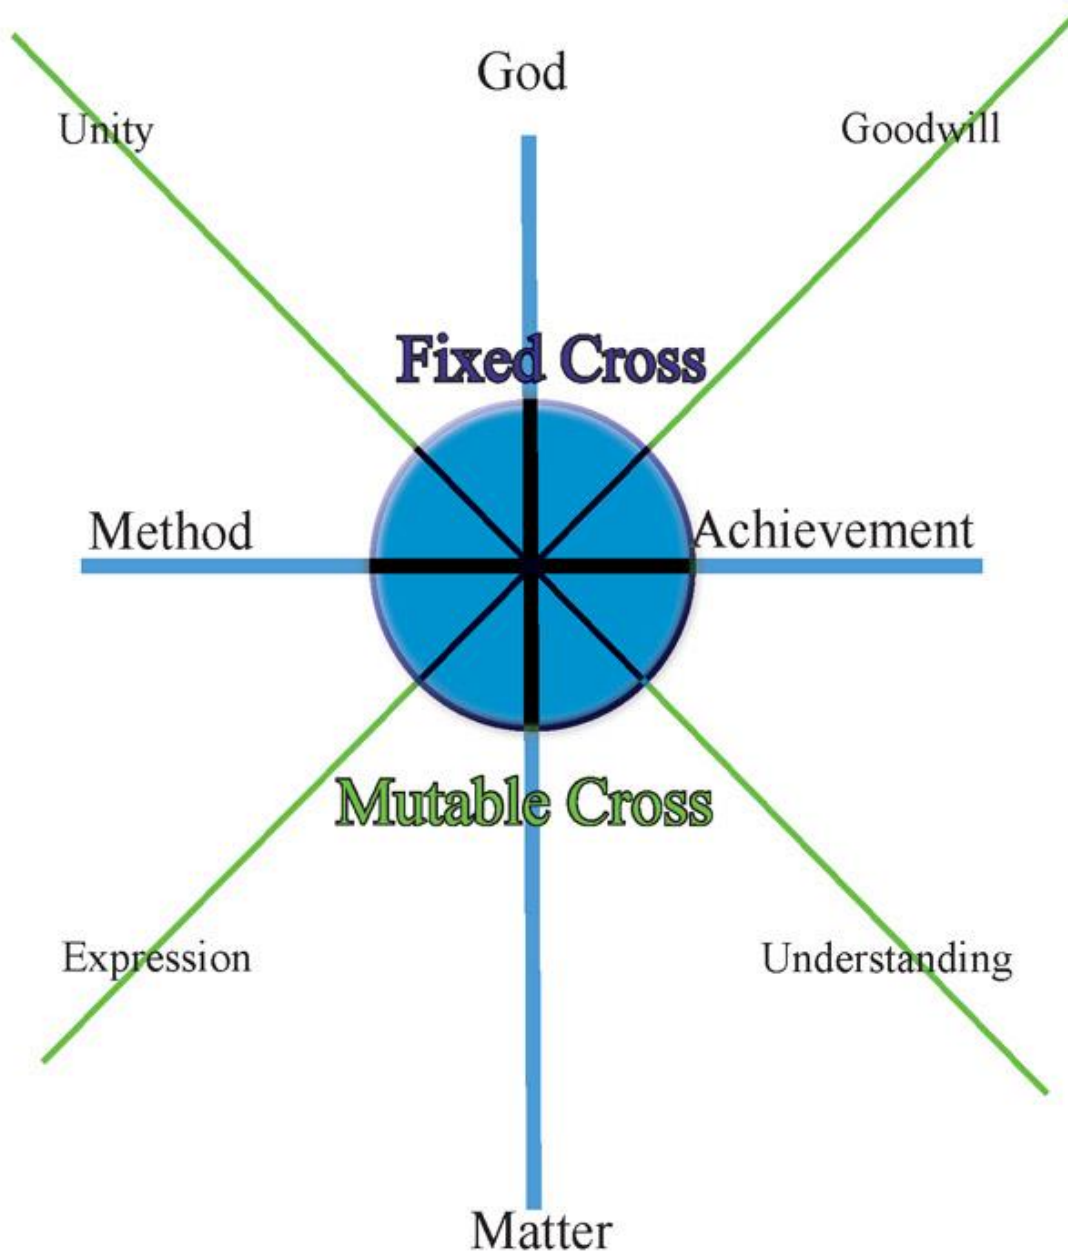 God
Unity
Goodwill
Fixed Cross
Method
Achievement
Mutable Cross
Expression
Understanding
Matter